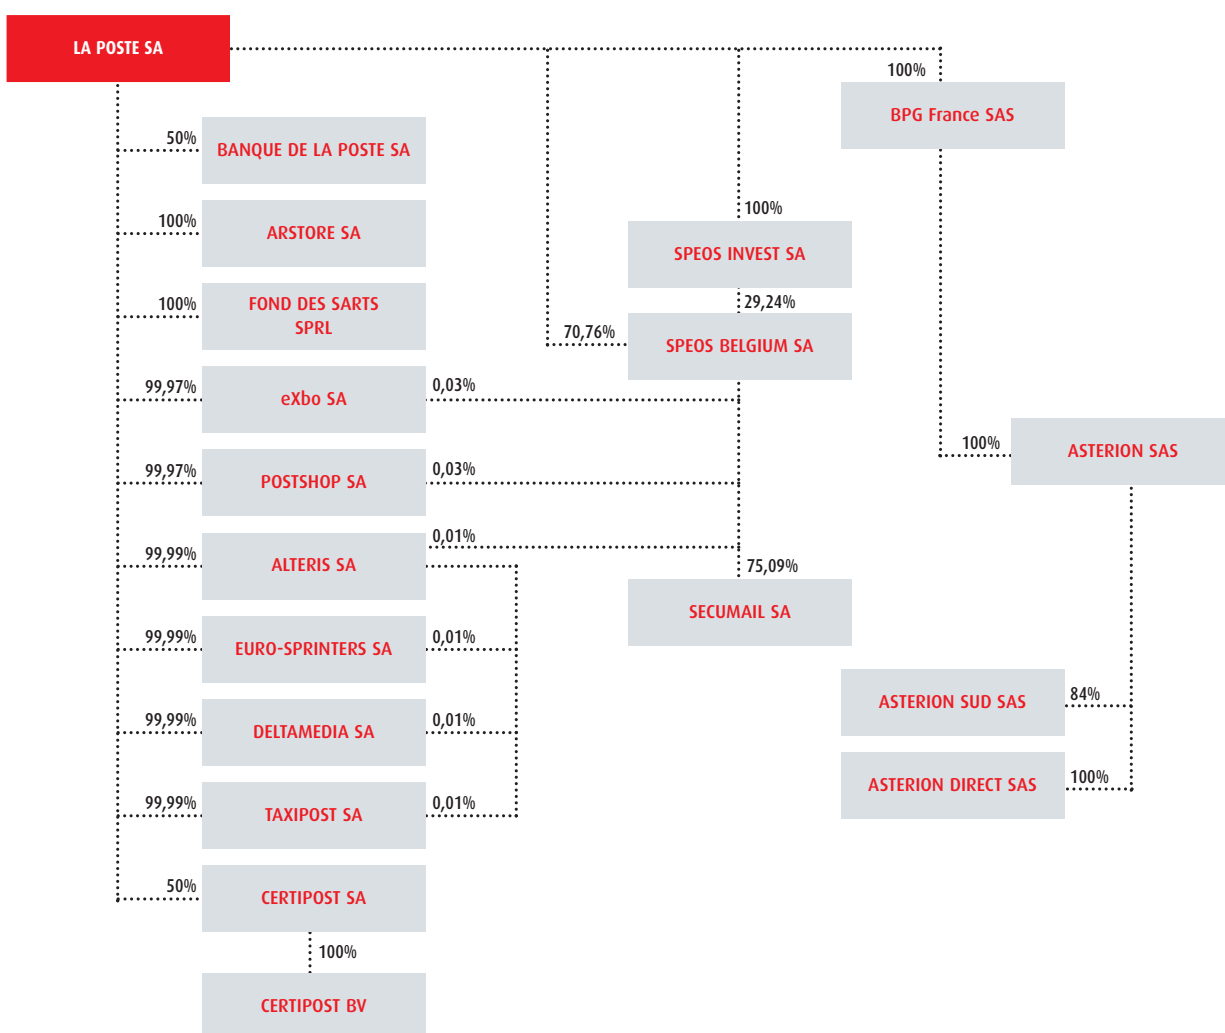 LA POSTE SA
100%
BPG France SAS
50%
BANQUE DE LA POSTE SA
100%
ARSTORE SA
100%
SPEOS INVEST SA
100%
FOND DES SARTS
SPRL
29,24%
70,76%
SPEOS BELGIUM SA
99,97%
eXbo SA
0,03%
100%
ASTERION SAS
99,97%
POSTSHOP SA
0,03%
99,99%
ALTERIS SA
0,01%
75,09%
SECUMAIL SA
99,99%
EURO-SPRINTERS SA
0,01%
99,99%
DELTAMEDIA SA
0,01%
ASTERION SUD SAS
84%
99,99%
TAXIPOST SA
0,01%
ASTERION DIRECT SAS
100%
50%
CERTIPOST SA
100%
CERTIPOST BV